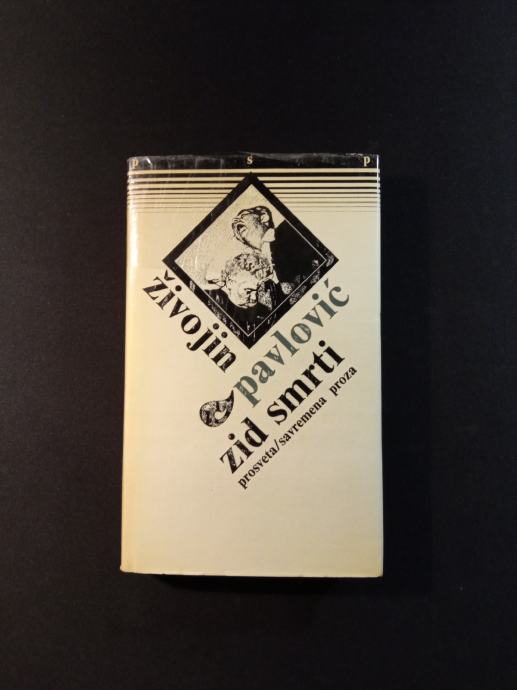 p s p
živojin
pavlović
zid smrti
prosveta/savremena proza